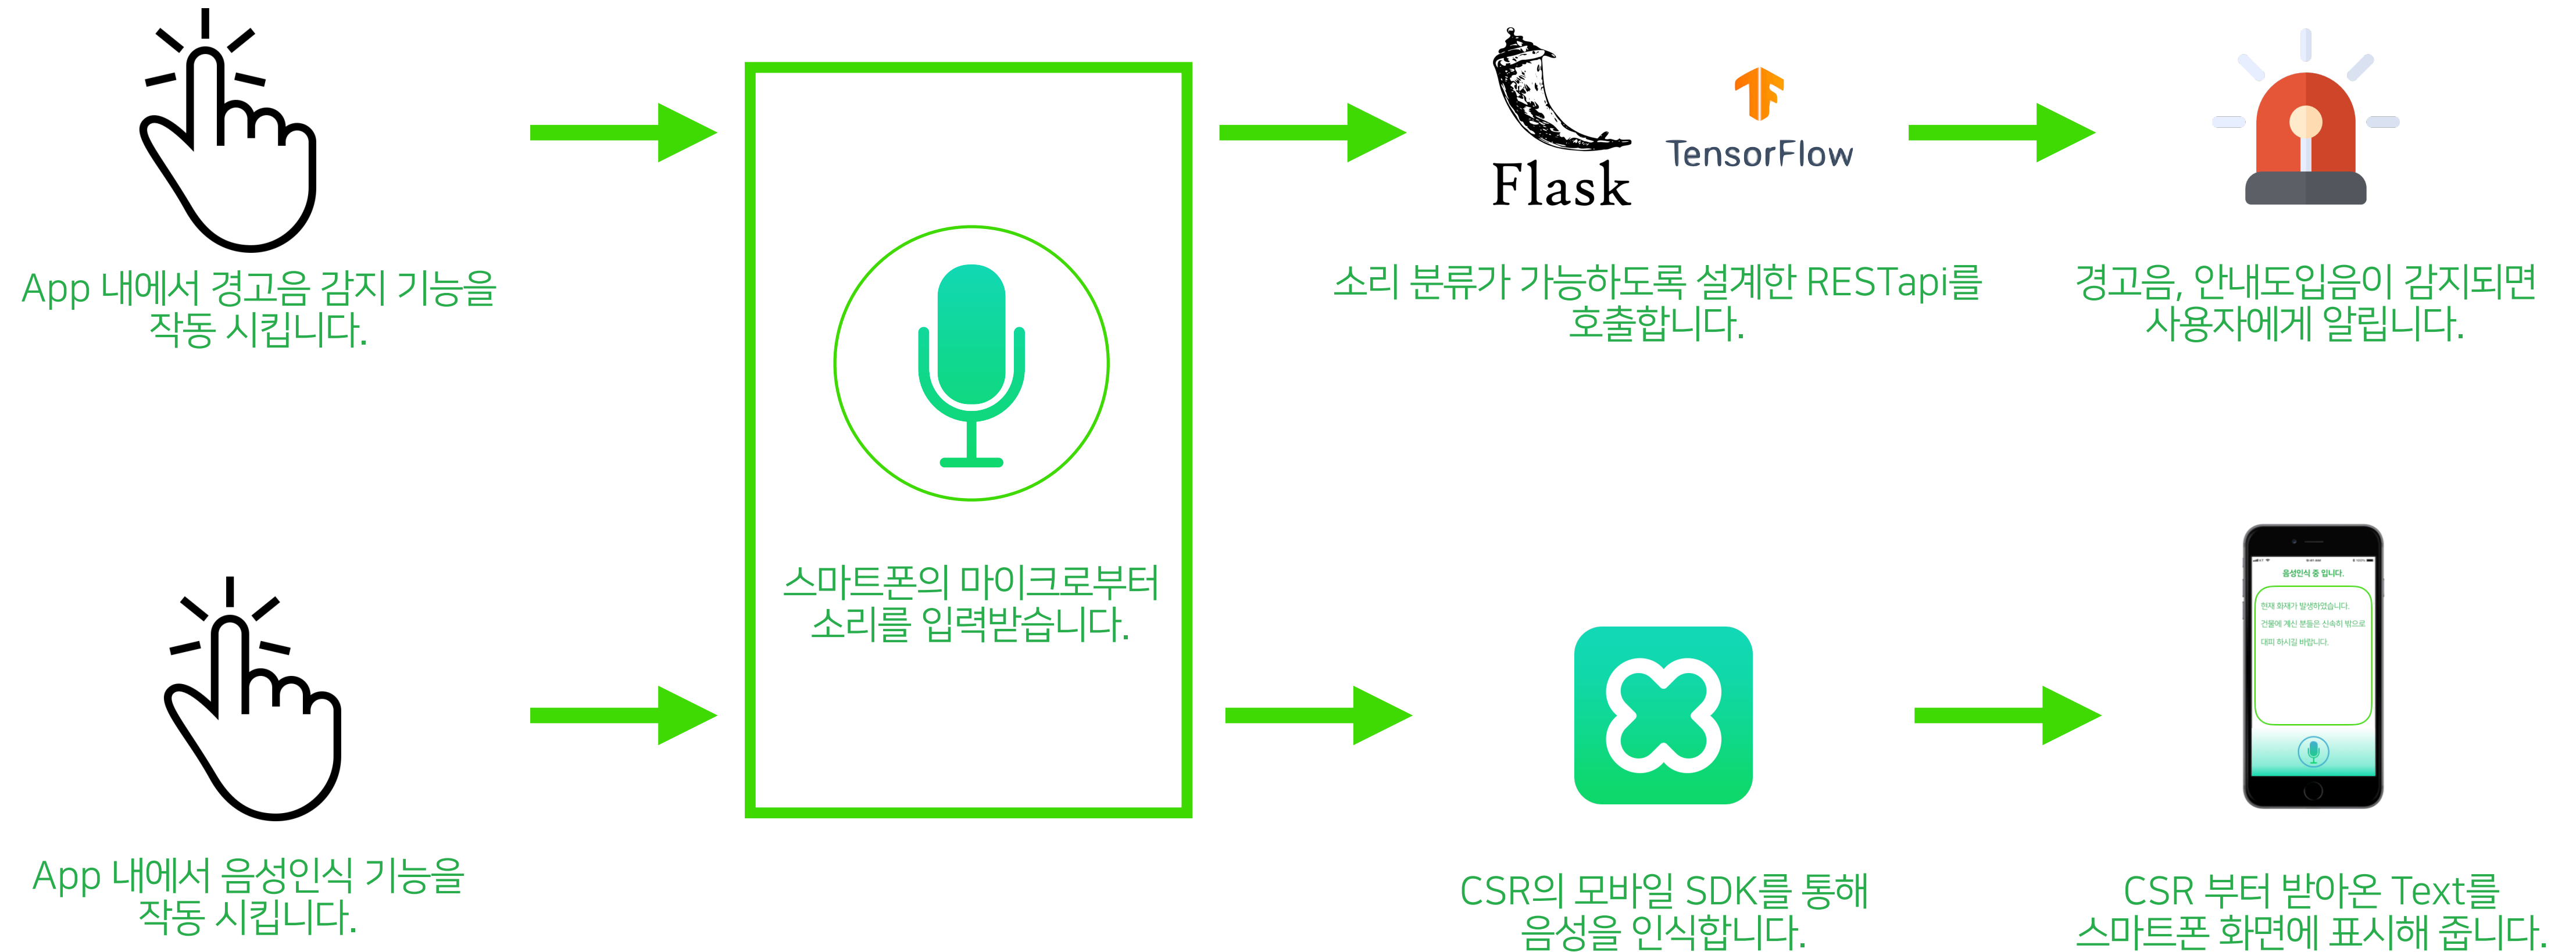 App 내에서 경고음 감지 기능을
작동 시킵니다.
스마트폰의 마이크로부터
소리를 입력받습니다.
Flask
TensorFlow
소리 분류가 가능하도록 설계한 RESTapi를
호출합니다.
경고음, 안내도입음이 감지되면
사용자에게 알립니다.
App 내에서 음성인식 기능을
작동 시킵니다.
CSR의 모바일 SDK를 통해
음성을 인식합니다.
음성인식 중 입니다.
현재 화재가 발생하였습니다.
건물에 계신 분들은 신속히 밖으로
대피 하시길 바랍니다.
CSR 부터 받아온 Text를
스마트폰 화면에 표시해 줍니다.